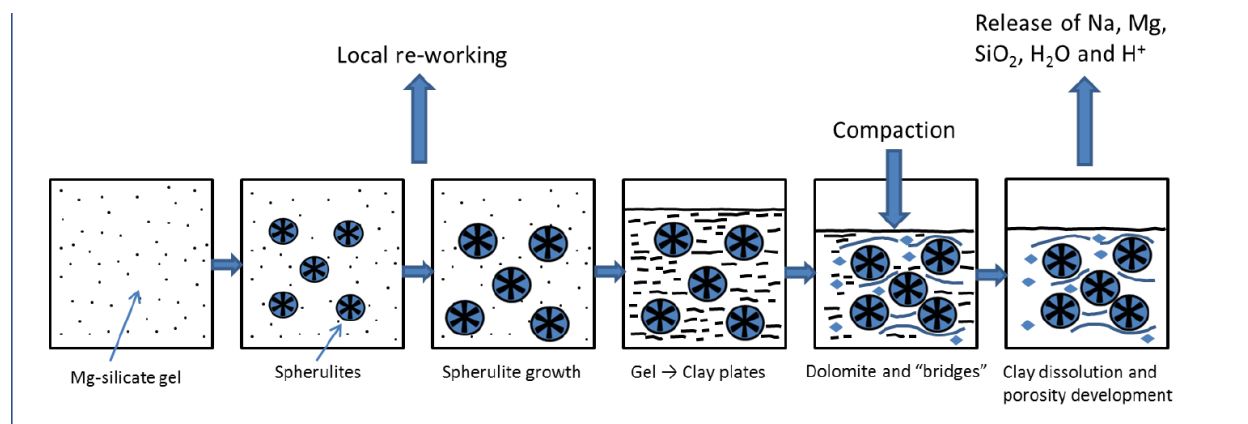 Local re-working
Release of Na, Mg,
SiO₂, H₂O and H⁺
Compaction
Mg-silicate gel
Spherulites
Spherulite growth
Gel → Clay plates
Dolomite and “bridges”
Clay dissolution and
porosity development